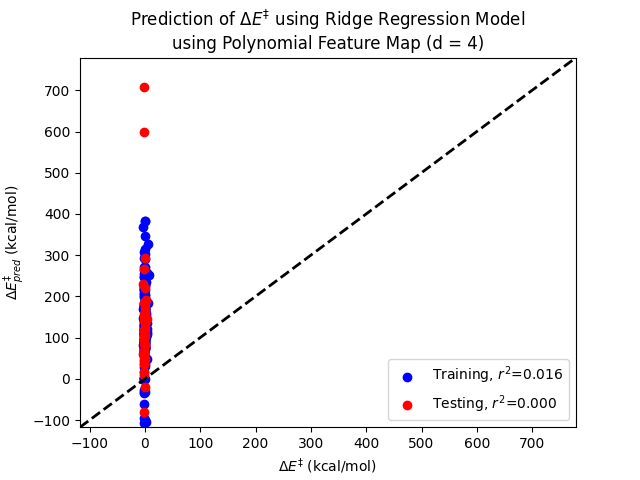 Prediction of ΔE‡ using Ridge Regression Model
using Polynomial Feature Map (d = 4)
ΔE‡pred (kcal/mol)
700
600
500
400
300
200
100
0
−100
Training, r²=0.016
Testing, r²=0.000
−100 0 100 200 300 400 500 600 700
ΔE‡ (kcal/mol)